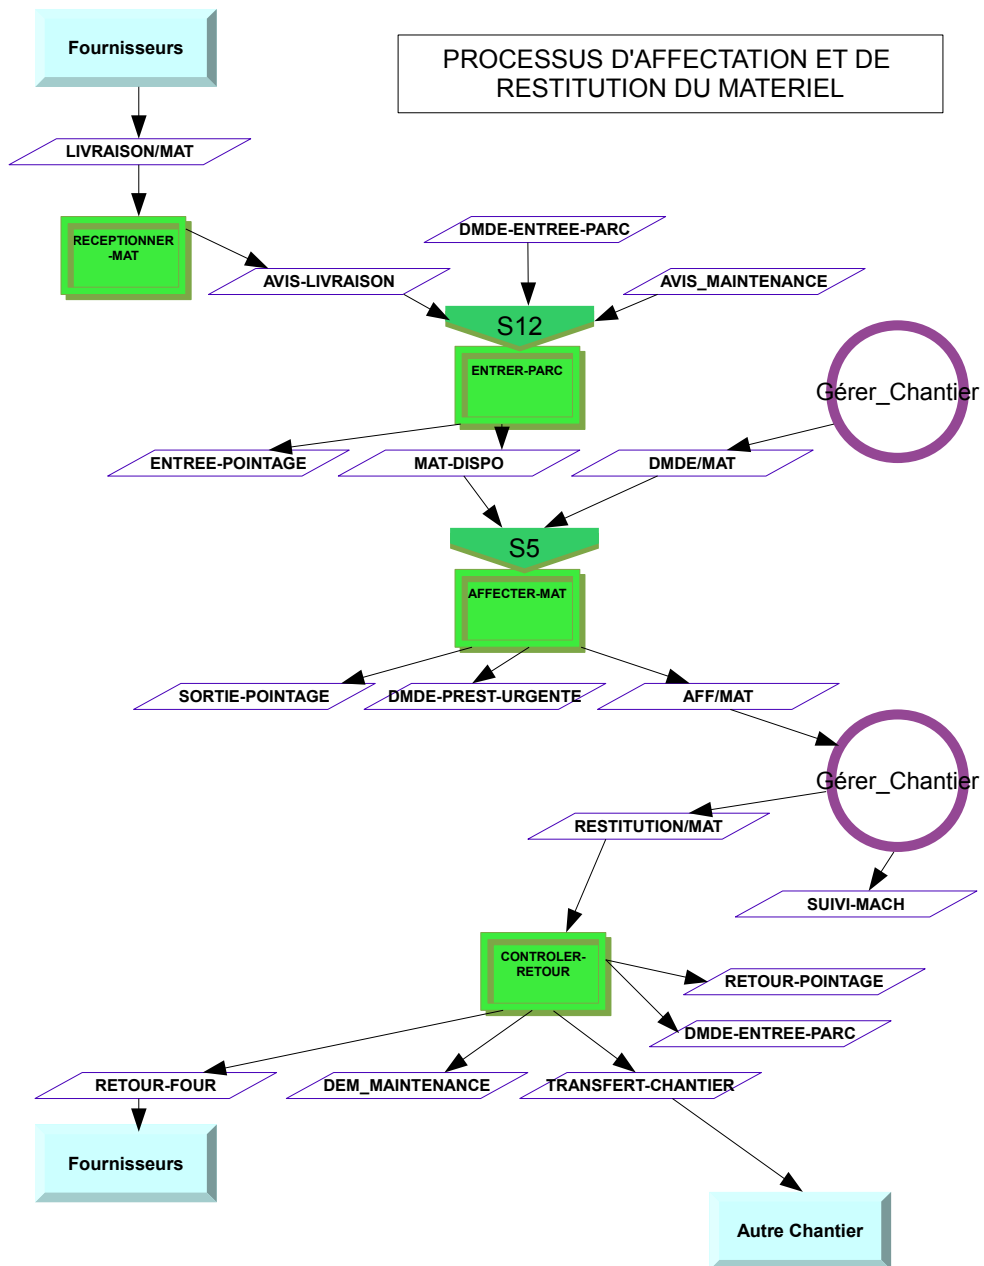 Fournisseurs
PROCESSUS D'AFFECTATION ET DE
RESTITUTION DU MATERIEL
LIVRAISON/MAT
RECEPTIONNER
-MAT
DMDE-ENTREE-PARC
AVIS-LIVRAISON
AVIS_MAINTENANCE
S12
ENTRER-PARC
Gérer_Chantier
ENTREE-POINTAGE
MAT-DISPO
DMDE/MAT
S5
AFFECTER-MAT
SORTIE-POINTAGE
DMDE-PREST-URGENTE
AFF/MAT
Gérer_Chantier
RESTITUTION/MAT
SUIVI-MACH
CONTROLER-
RETOUR
RETOUR-POINTAGE
DMDE-ENTREE-PARC
RETOUR-FOUR
DEM_MAINTENANCE
TRANSFERT-CHANTIER
Fournisseurs
Autre Chantier